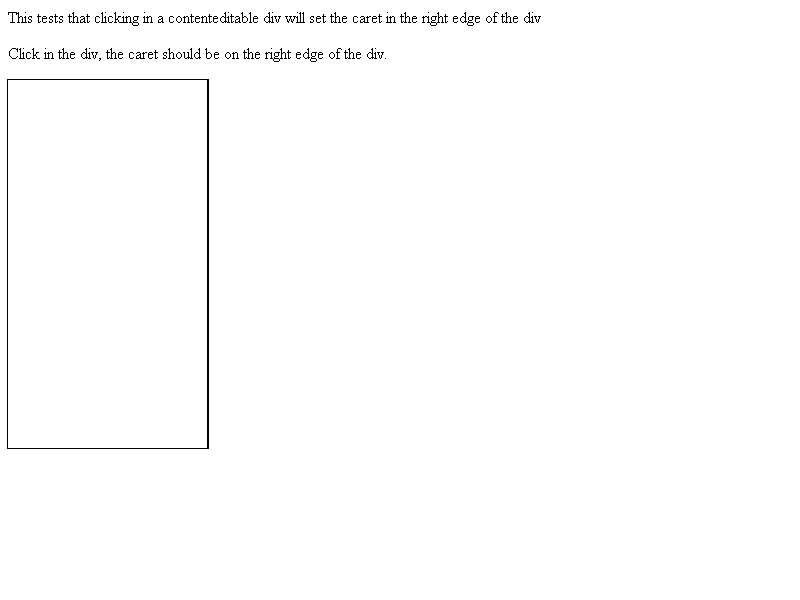 This tests that clicking in a contenteditable div will set the caret in the right edge of the div
Click in the div, the caret should be on the right edge of the div.